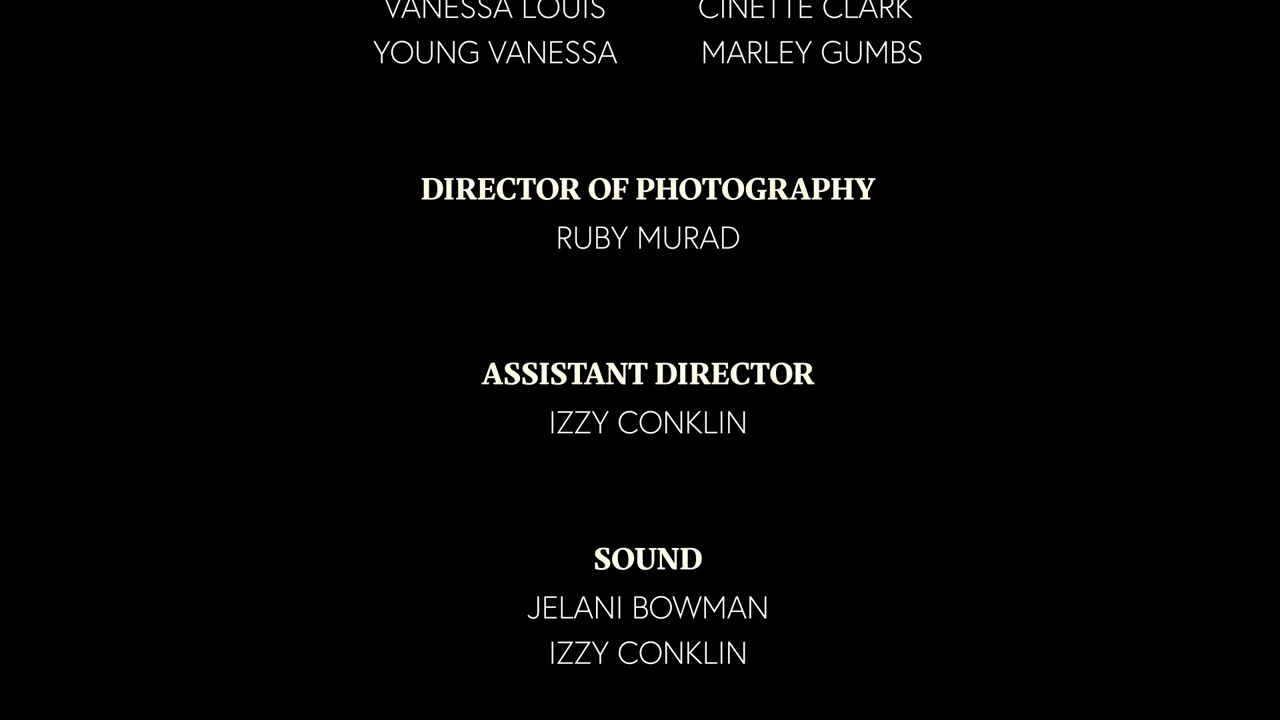 VANESSA LOUIS CINETTE CLARK
YOUNG VANESSA MARLEY GUMBS
DIRECTOR OF PHOTOGRAPHY
RUBY MURAD
ASSISTANT DIRECTOR
IZZY CONKLIN
SOUND
JELANI BOWMAN
IZZY CONKLIN